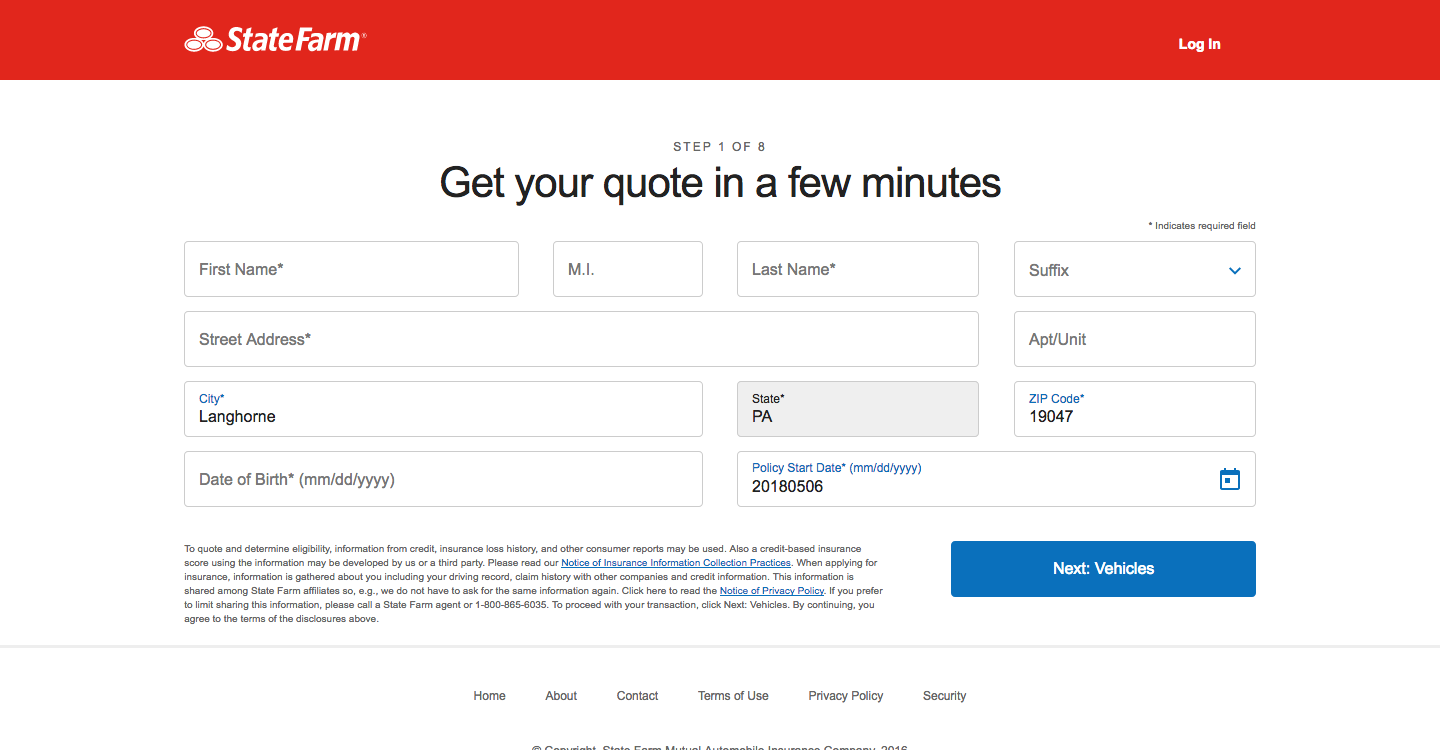 State Farm®
Log In
STEP 1 OF 8
Get your quote in a few minutes
* Indicates required field
First Name*
M.I.
Last Name*
Suffix
Street Address*
Apt/Unit
City*
Langhorne
State*
PA
ZIP Code*
19047
Date of Birth* (mm/dd/yyyy)
Policy Start Date* (mm/dd/yyyy)
20180506
To quote and determine eligibility, information from credit, insurance loss history, and other consumer reports may be used. Also a credit-based insurance
score using the information may be developed by us or a third party. Please read our Notice of Insurance Information Collection Practices. When applying for
insurance, information is gathered about you including your driving record, claim history with other companies and credit information. This information is
shared among State Farm affiliates so, e.g., we do not have to ask for the same information again. Click here to read the Notice of Privacy Policy. If you prefer
to limit sharing this information, please call a State Farm agent or 1-800-865-6035. To proceed with your transaction, click Next: Vehicles. By continuing, you
agree to the terms of the disclosures above.
Next: Vehicles
Home
About
Contact
Terms of Use
Privacy Policy
Security
© Copyright, State Farm Mutual Automobile Insurance Company, 2016